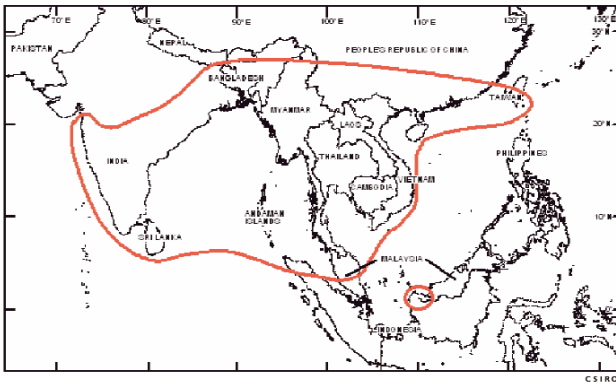 70°E 80°E 90°E 100°E 110°E 120°E
30°N
PAKISTAN
NEPAL
PEOPLE'S REPUBLIC OF CHINA
BANGLADESH
TAIWAN
MYANMAR
LAOS
20°N
INDIA
THAILAND
PHILIPPINES
CAMBODIA
VIETNAM
ANDAMAN
ISLANDS
10°N
SRI LANKA
MALAYSIA
INDONESIA
CSIRO